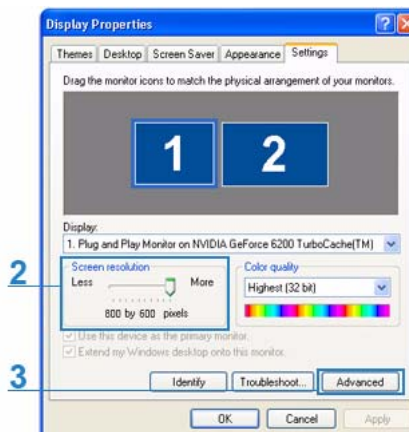 Display Properties
Themes Desktop Screen Saver Appearance Settings
Drag the monitor icons to match the physical arrangement of your monitors.
1 2
Display:
1. Plug and Play Monitor on NVIDIA GeForce 6200 TurboCache(TM)
2
Screen resolution
Less More
800 by 600 pixels
Color quality
Highest (32 bit)
Use this device as the primary monitor.
Extend my Windows desktop onto this monitor.
3
Identify Troubleshoot... Advanced
OK Cancel Apply